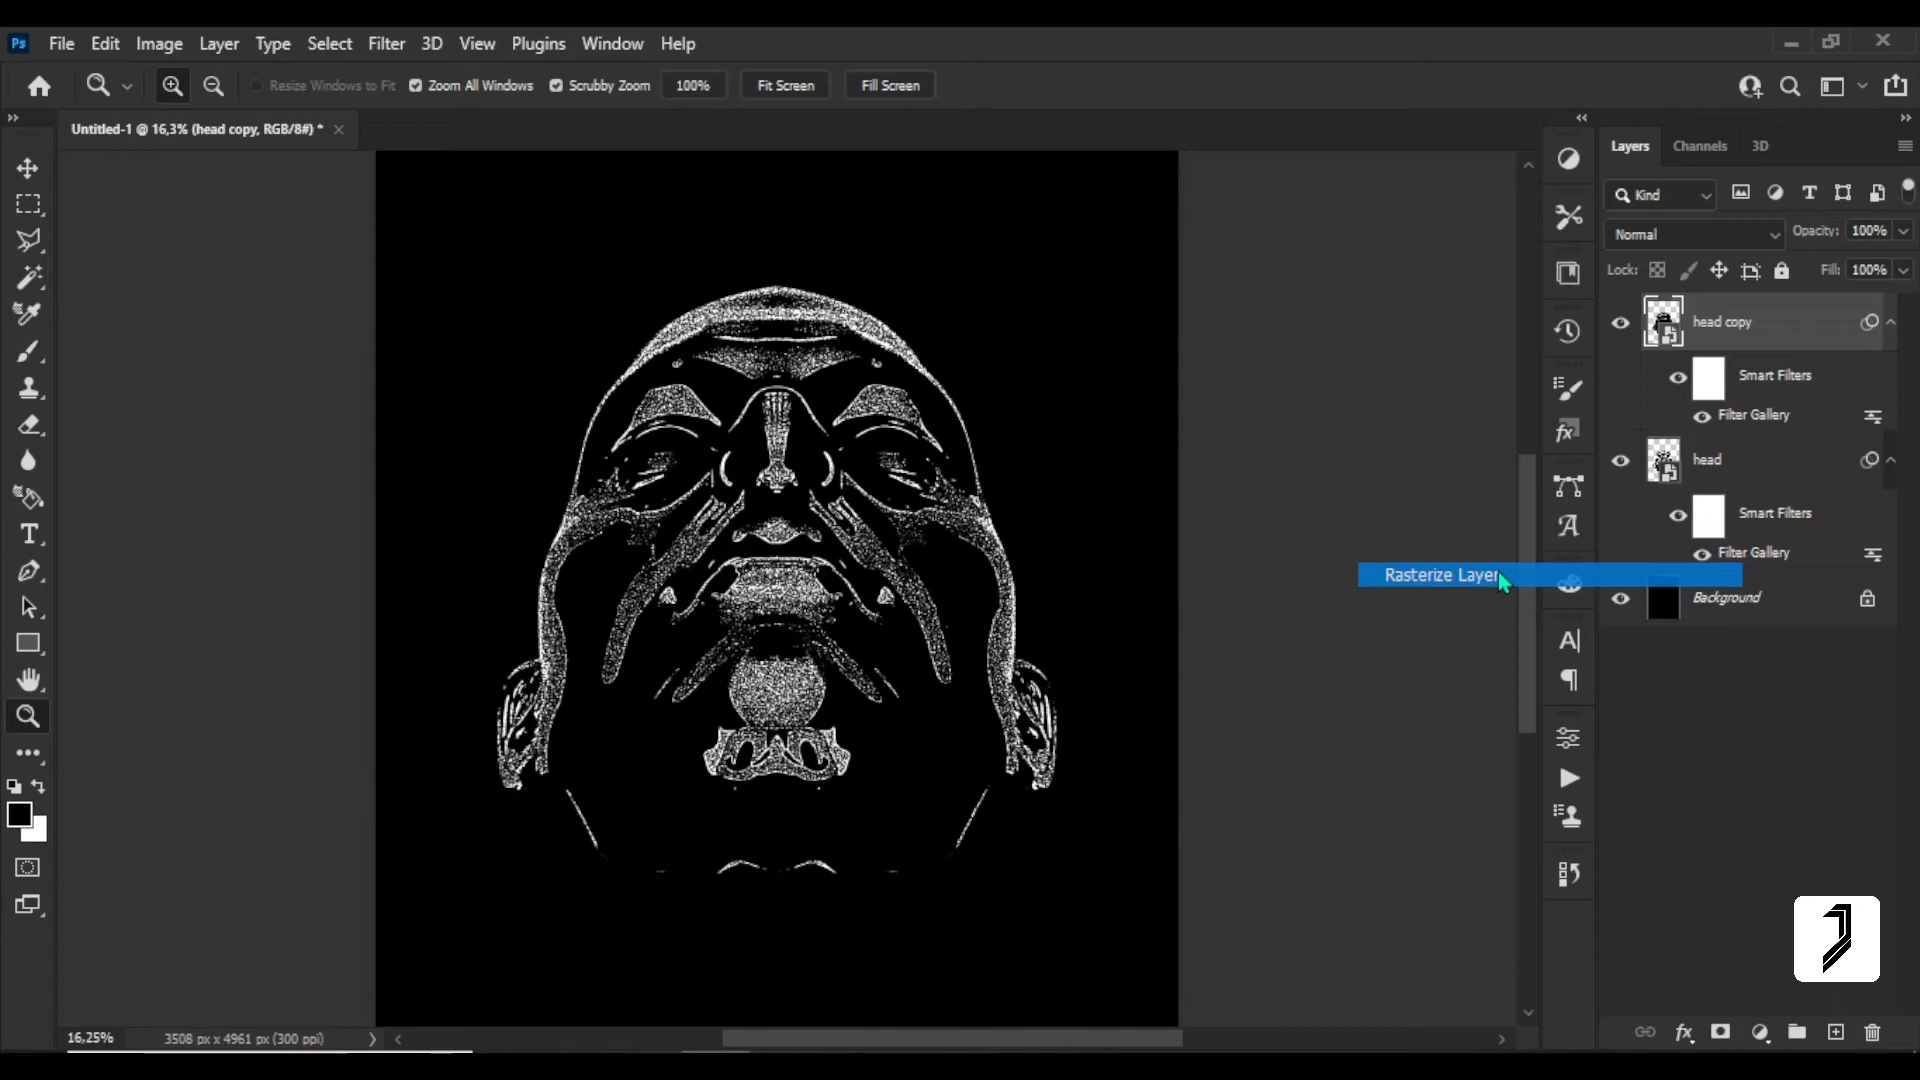 Ps File Edit Image Layer Type Select Filter 3D View Plugins Window Help
Resize Windows to Fit Zoom All Windows Scrubby Zoom 100% Fit Screen Fill Screen
Untitled-1 @ 16,3% (head copy, RGB/8#) *
Layers Channels 3D
Kind
Normal Opacity: 100%
Lock: Fill: 100%
head copy
Smart Filters
Filter Gallery
head
Smart Filters
Filter Gallery
Rasterize Layer
Background
16,25% 3508 px x 4961 px (300 ppi)